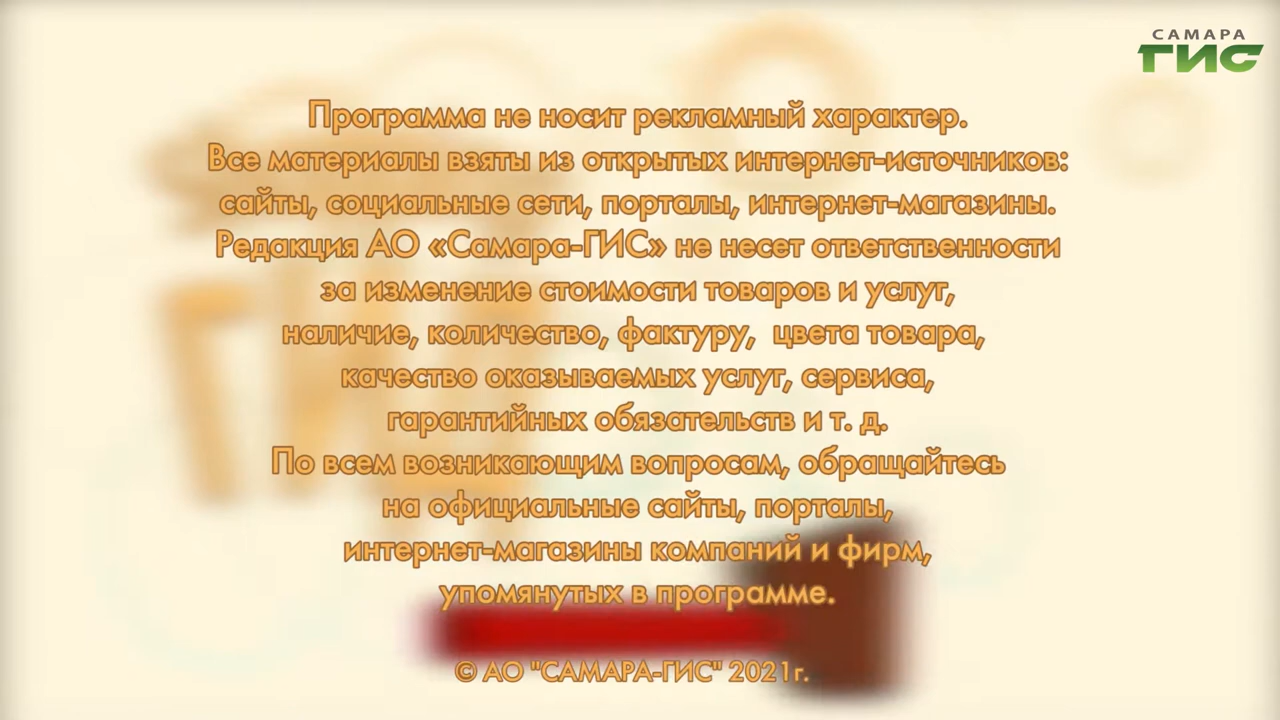 САМАРА
ГИС
Программа не носит рекламный характер.
Все материалы взяты из открытых интернет-источников:
сайты, социальные сети, порталы, интернет-магазины.
Редакция АО «Самара-ГИС» не несет ответственности
за изменение стоимости товаров и услуг,
наличие, количество, фактуру, цвета товара,
качество оказываемых услуг, сервиса,
гарантийных обязательств и т. д.
По всем возникающим вопросам, обращайтесь
на официальные сайты, порталы,
интернет-магазины компаний и фирм,
упомянутых в программе.
© АО "САМАРА-ГИС" 2021г.